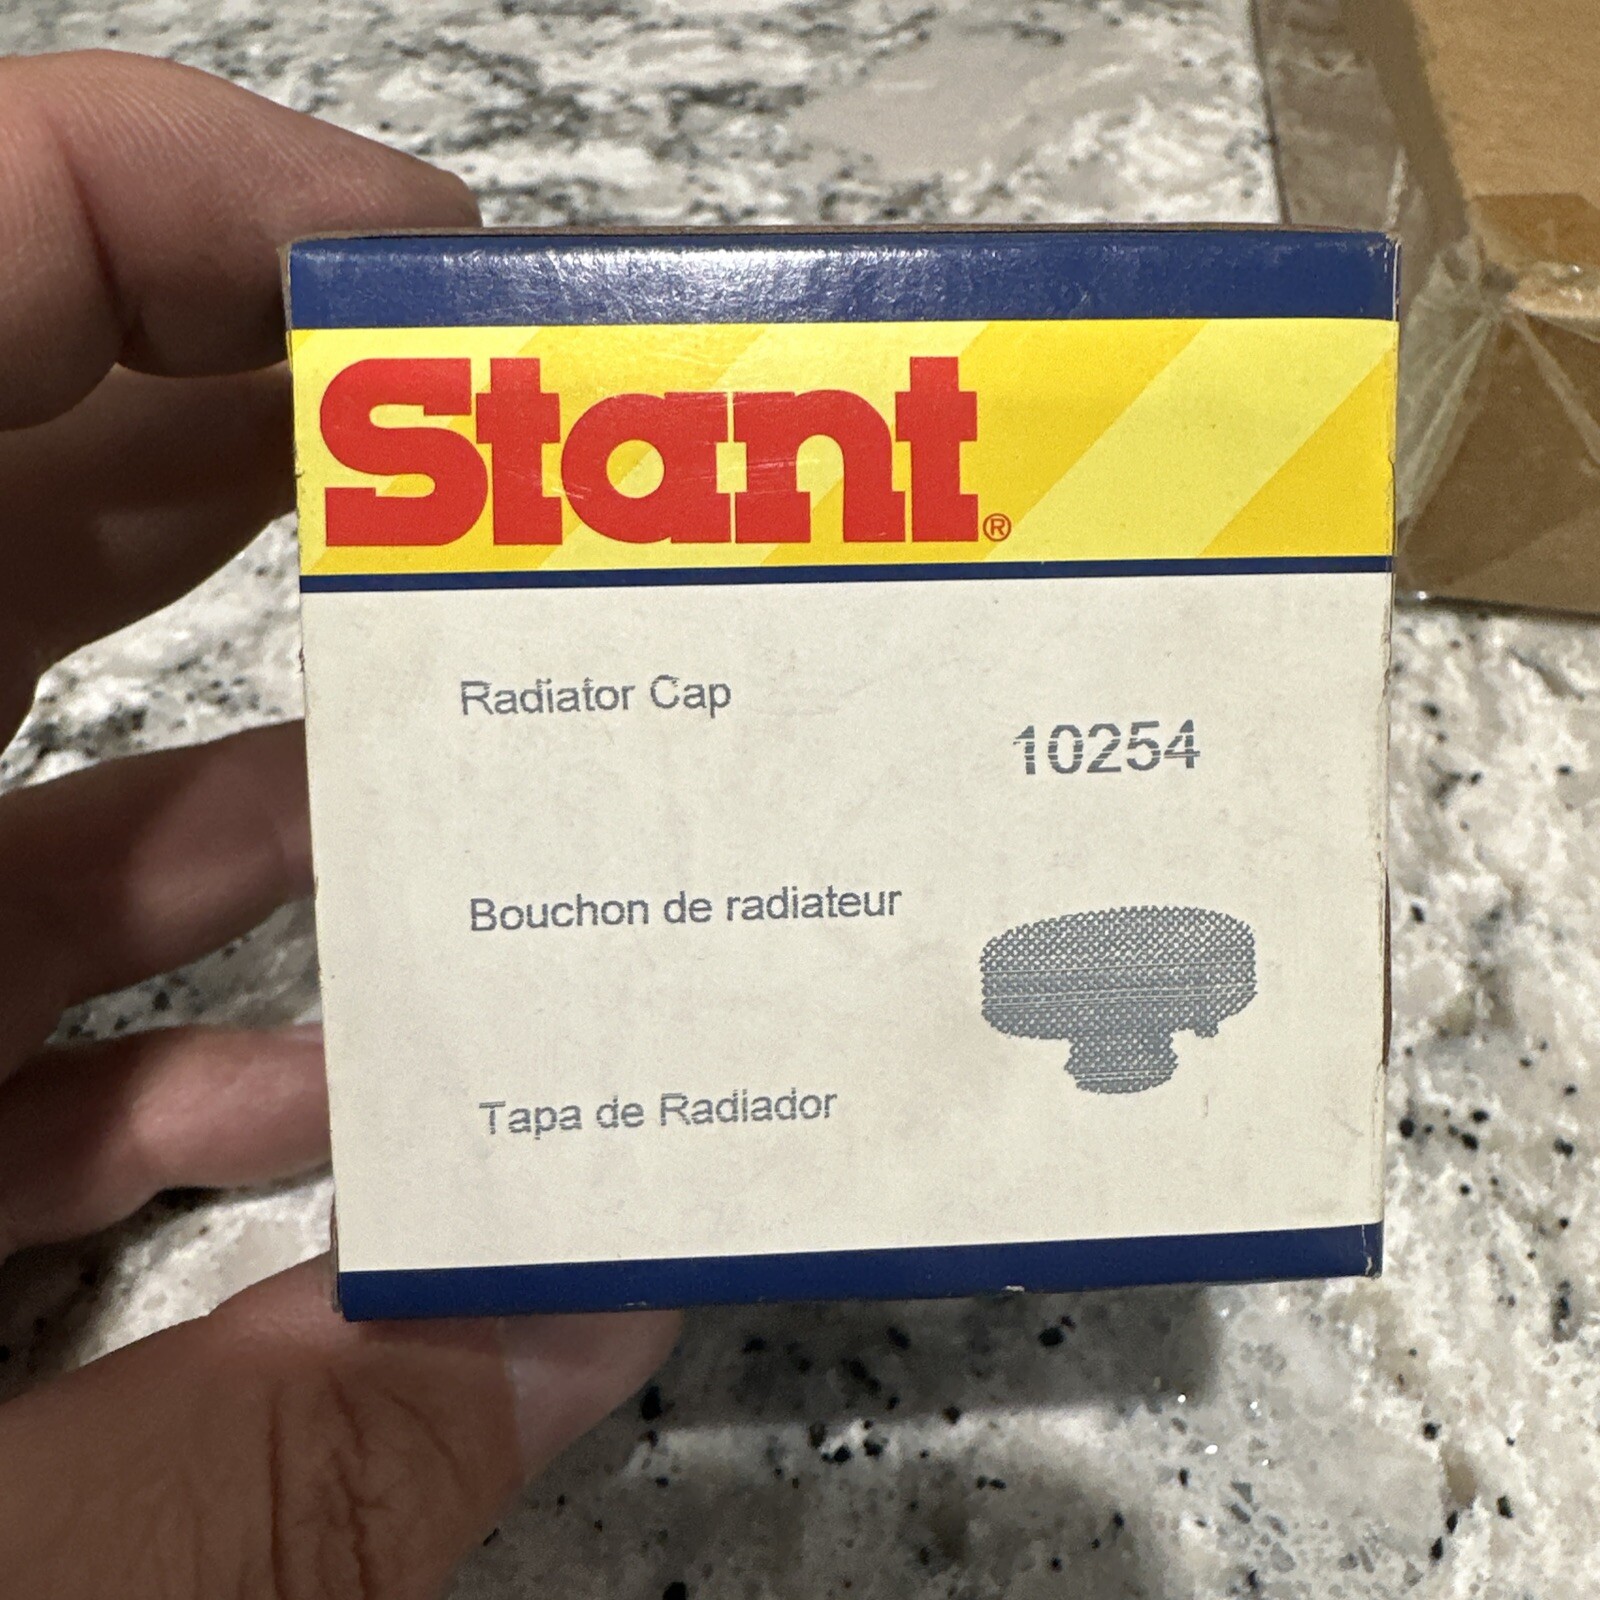 Stant®
Radiator Cap
10254
Bouchon de radiateur
Tapa de Radiador